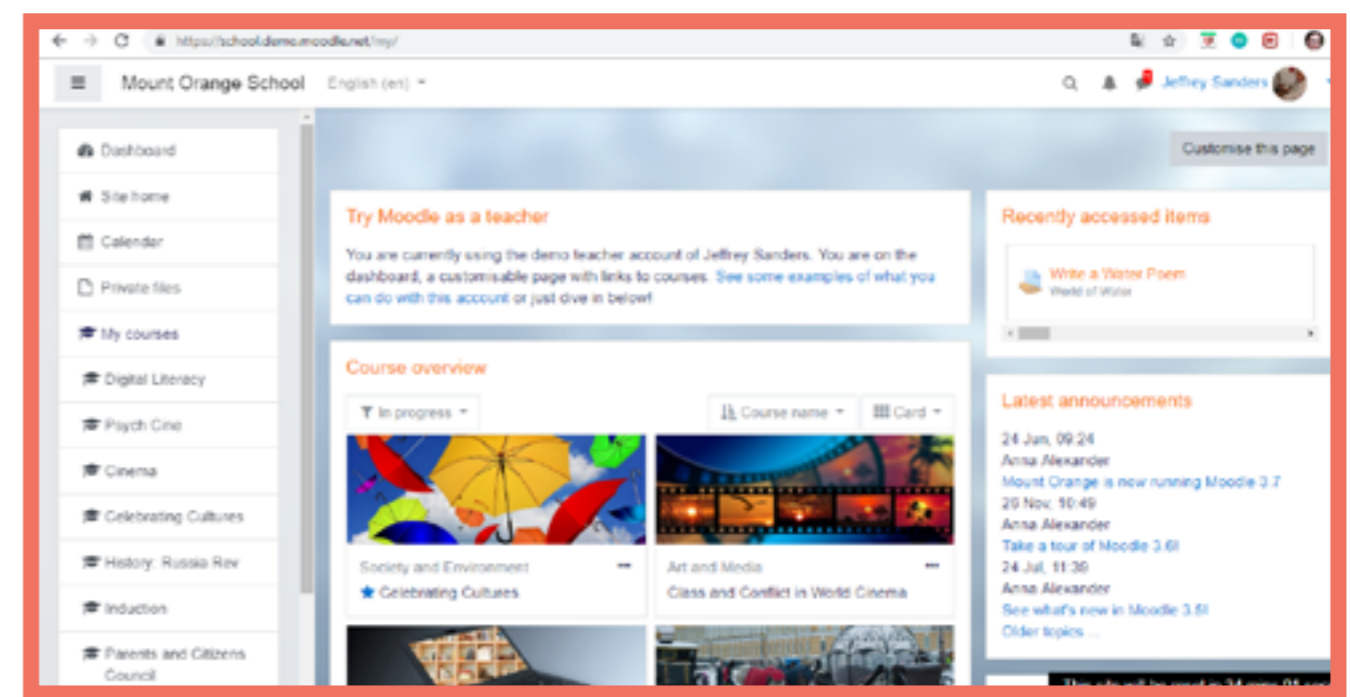 https://school.demo.moodle.net/my/
Mount Orange School English (en)
Jeffrey Sanders
Dashboard
Site home
Calendar
Private files
My courses
Digital Literacy
Psych Cine
Cinema
Celebrating Cultures
History: Russia Rev
Induction
Parents and Citizens
Council
Customise this page
Try Moodle as a teacher
You are currently using the demo teacher account of Jeffrey Sanders. You are on the
dashboard, a customisable page with links to courses. See some examples of what you
can do with this account or just dive in below!
Course overview
In progress
Course name
Card
Society and Environment
Celebrating Cultures
Art and Media
Class and Conflict in World Cinema
Recently accessed items
Write a Water Poem
World of Water
Latest announcements
24 Jun, 09:24
Anna Alexander
Mount Orange is now running Moodle 3.7
Nov, 10:49
Anna Alexander
Take a tour of Moodle 3.6!
24 Jul, 11:39
Anna Alexander
See what's new in Moodle 3.5!
Older topics ...
This site will be reset in 34 mins